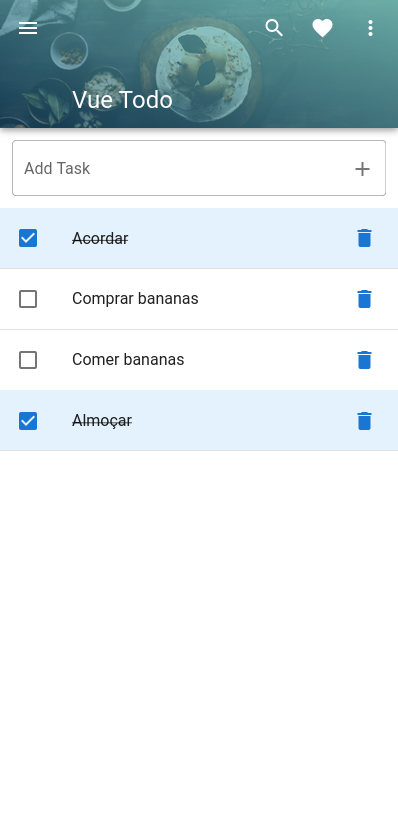 Vue Todo
Add Task
Acordar
Comprar bananas
Comer bananas
Almoçar